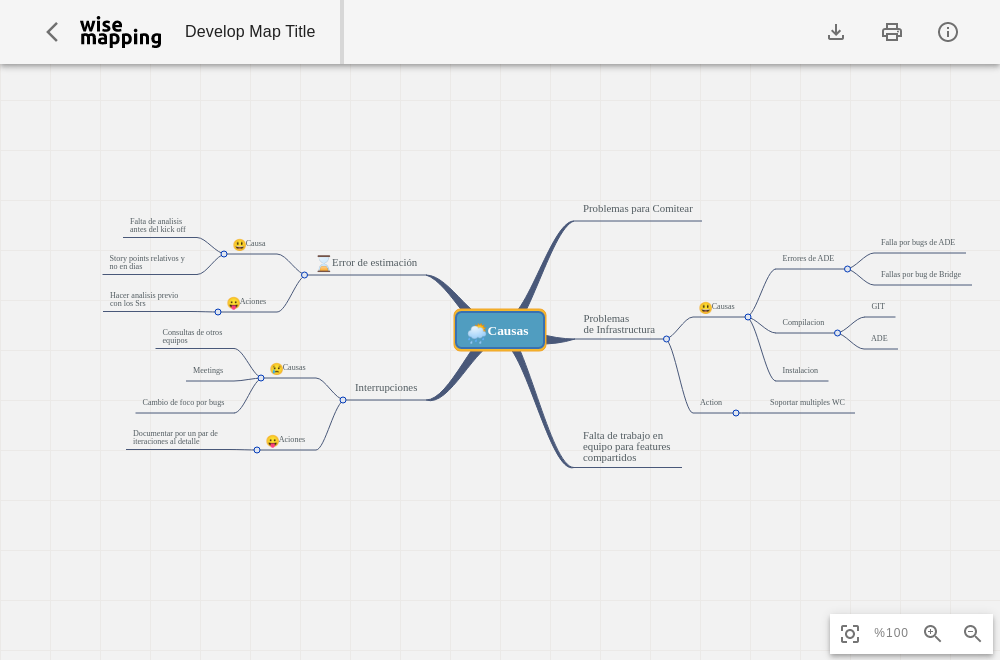 wise
mapping
Develop Map Title
Problemas para Comitear
Falta de analisis
antes del kick off
Causa
Story points relativos y
no en dias
Error de estimación
Hacer analisis previo
con los Srs
Aciones
Causas
Consultas de otros
equipos
Meetings
Causas
Cambio de foco por bugs
Interrupciones
Documentar por un par de
iteraciones al detalle
Aciones
Problemas
de Infrastructura
Causas
Errores de ADE
Falla por bugs de ADE
Fallas por bug de Bridge
Compilacion
GIT
ADE
Instalacion
Action
Soportar multiples WC
Falta de trabajo en
equipo para features
compartidos
%100